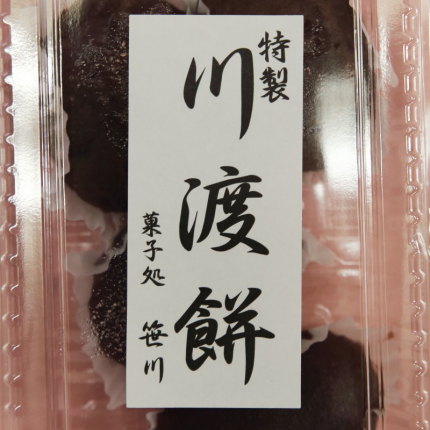 特製
川渡餅
菓子処 笹川